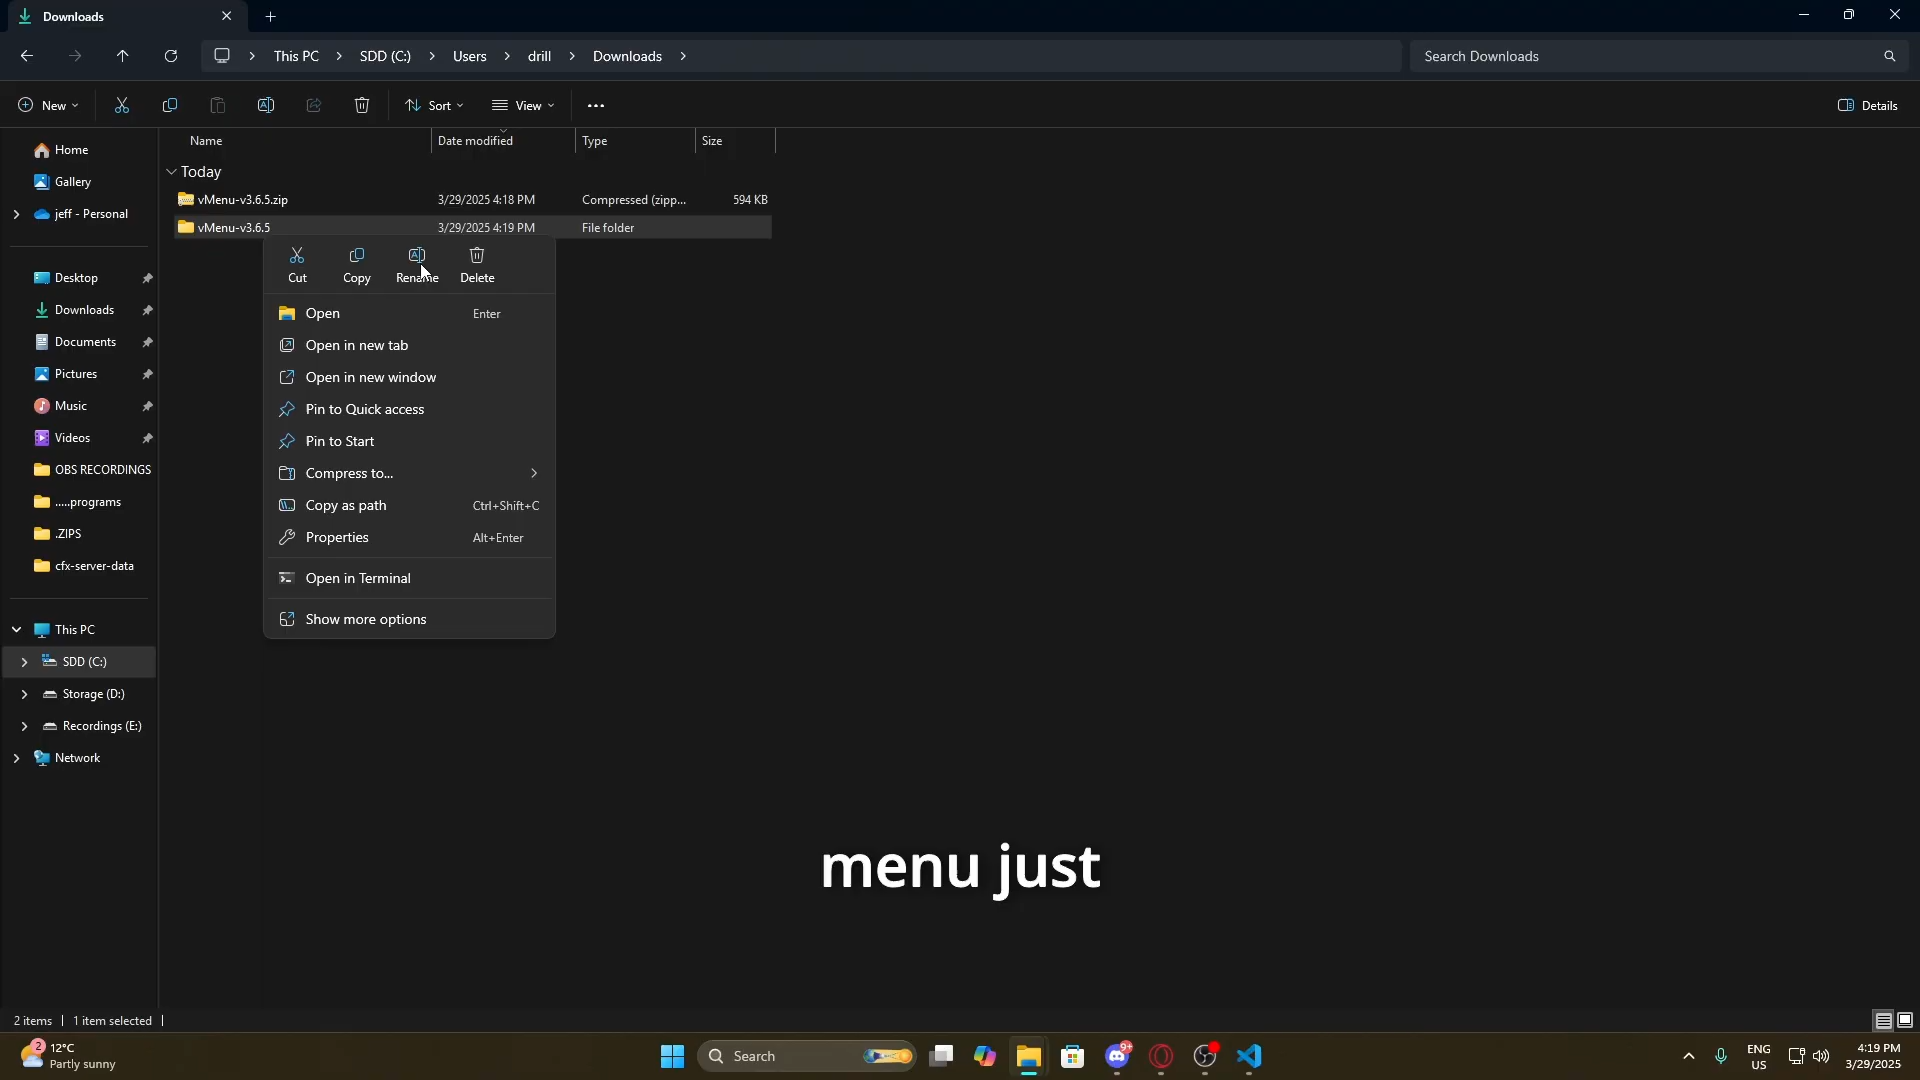 Downloads
This PC > SDD (C:) > Users > drill > Downloads >
Search Downloads
New
Sort
View
Details
Name
Date modified
Type
Size
Today
vMenu-v3.6.5.zip 3/29/2025 4:18 PM Compressed (zipp... 594 KB
vMenu-v3.6.5 3/29/2025 4:19 PM File folder
Home
Gallery
jeff - Personal
Desktop
Downloads
Documents
Pictures
Music
Videos
OBS RECORDINGS
.....programs
.ZIPS
cfx-server-data
This PC
SDD (C:)
Storage (D:)
Recordings (E:)
Network
Cut
Copy
Rename
Delete
Open Enter
Open in new tab
Open in new window
Pin to Quick access
Pin to Start
Compress to...
Copy as path Ctrl+Shift+C
Properties Alt+Enter
Open in Terminal
Show more options
menu just
2 items | 1 item selected |
2
12°C
Partly sunny
Search
9+
ENG
US
4:19 PM
3/29/2025